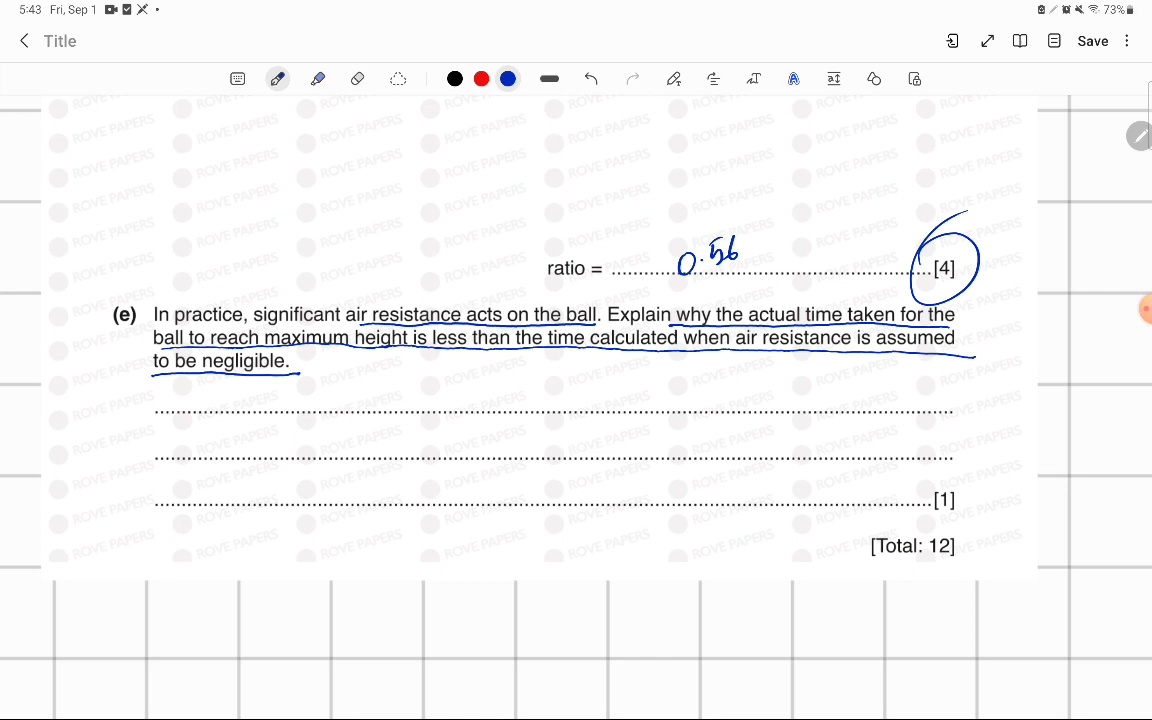 5:43 Fri, Sep 1 73%
Title Save
ratio = 0.56 [4]
(e) In practice, significant air resistance acts on the ball. Explain why the actual time taken for the
ball to reach maximum height is less than the time calculated when air resistance is assumed
to be negligible.
[1]
[Total: 12]
ROVE PAPERS